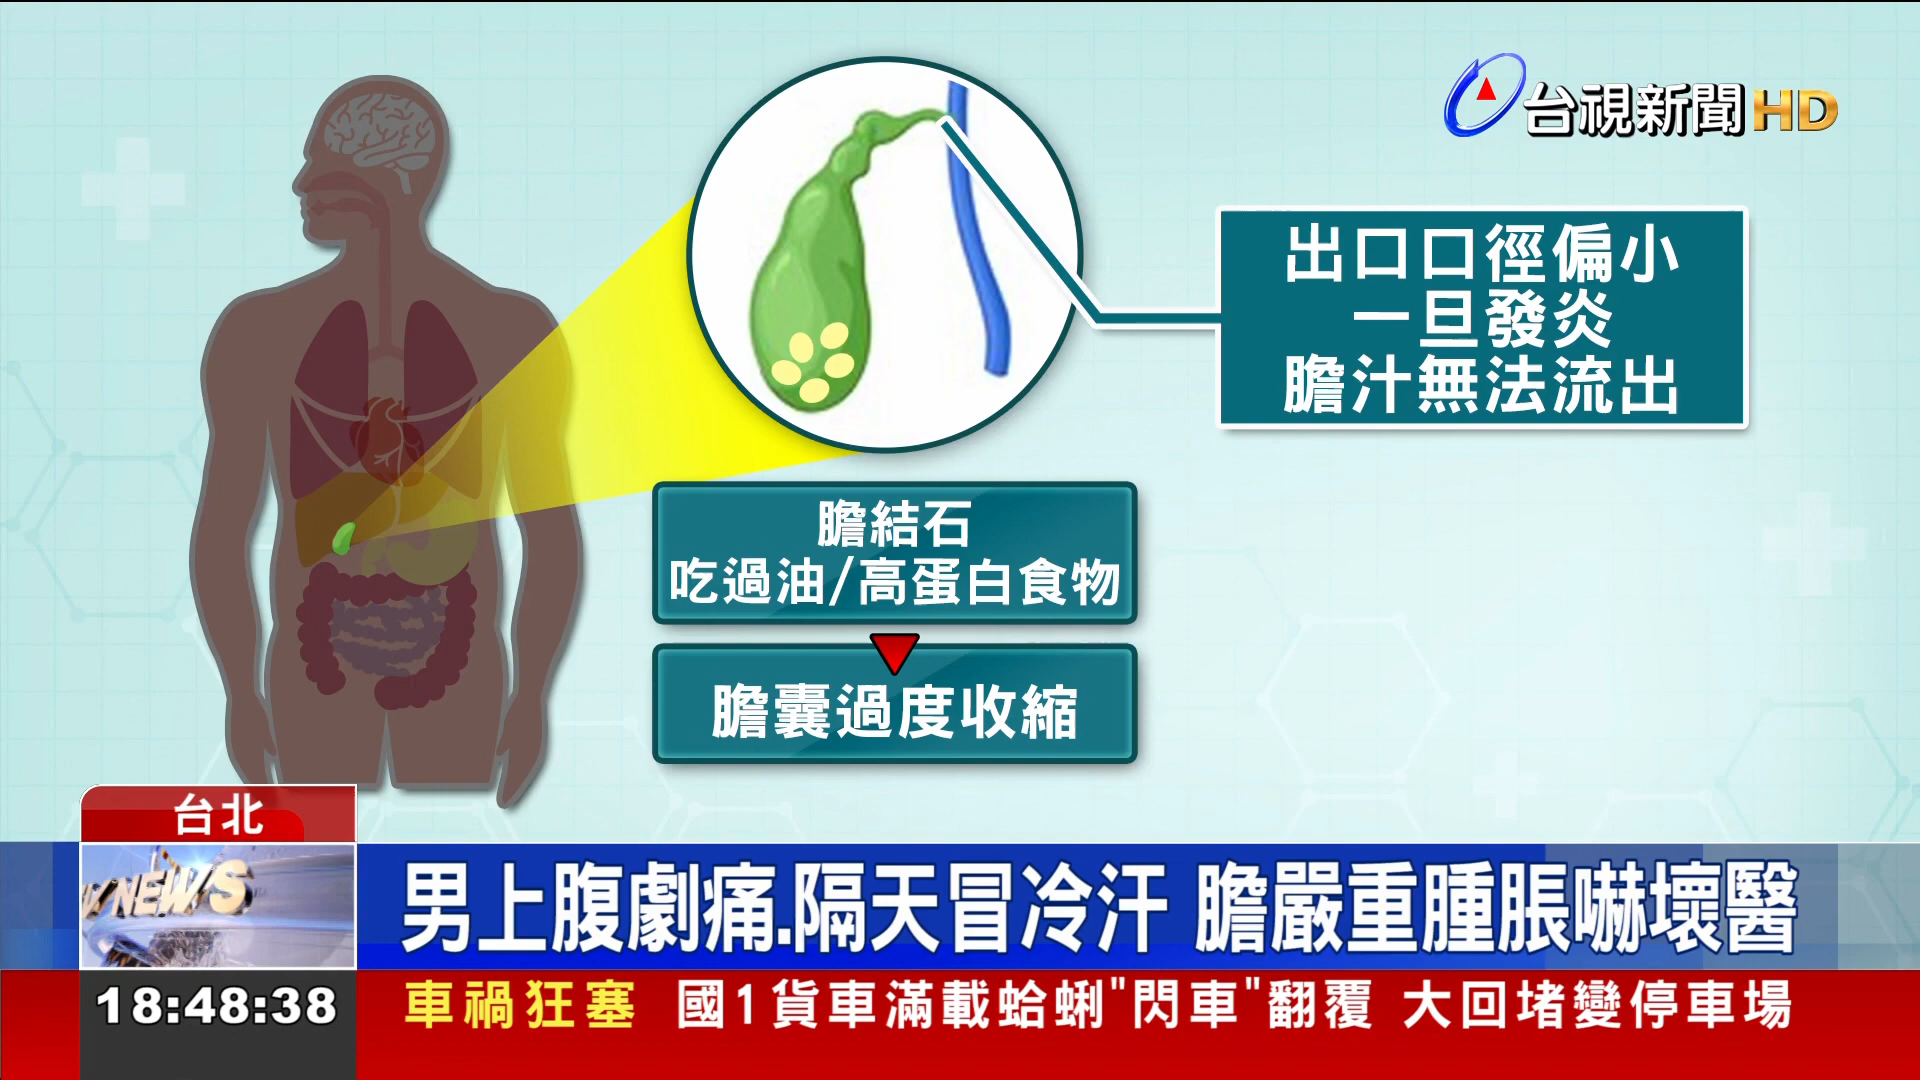 台視新聞HD
出口口徑偏小
一旦發炎
膽汁無法流出
膽結石
吃過油/高蛋白食物
膽囊過度收縮
台北
NEWS
男上腹劇痛.隔天冒冷汗 膽嚴重腫脹嚇壞醫
18:48:38
車禍狂塞 國1貨車滿載蛤蜊"閃車"翻覆 大回堵變停車場